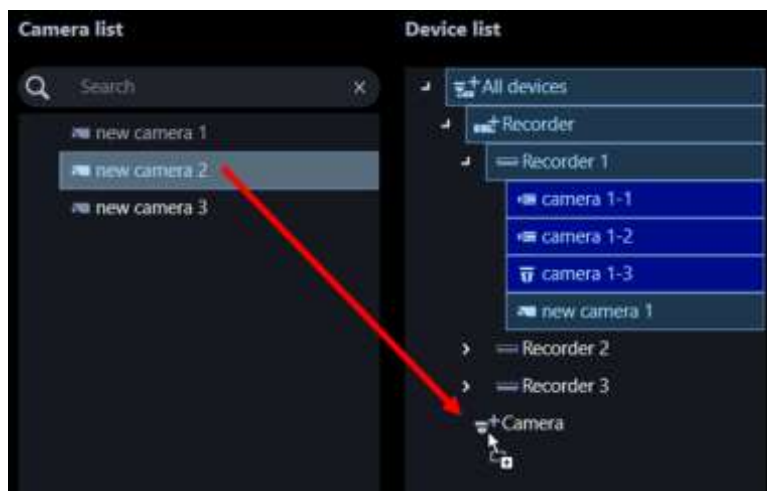 Camera list
Search
new camera 1
new camera 2
new camera 3
Device list
All devices
Recorder
Recorder 1
camera 1-1
camera 1-2
camera 1-3
new camera 1
Recorder 2
Recorder 3
Camera